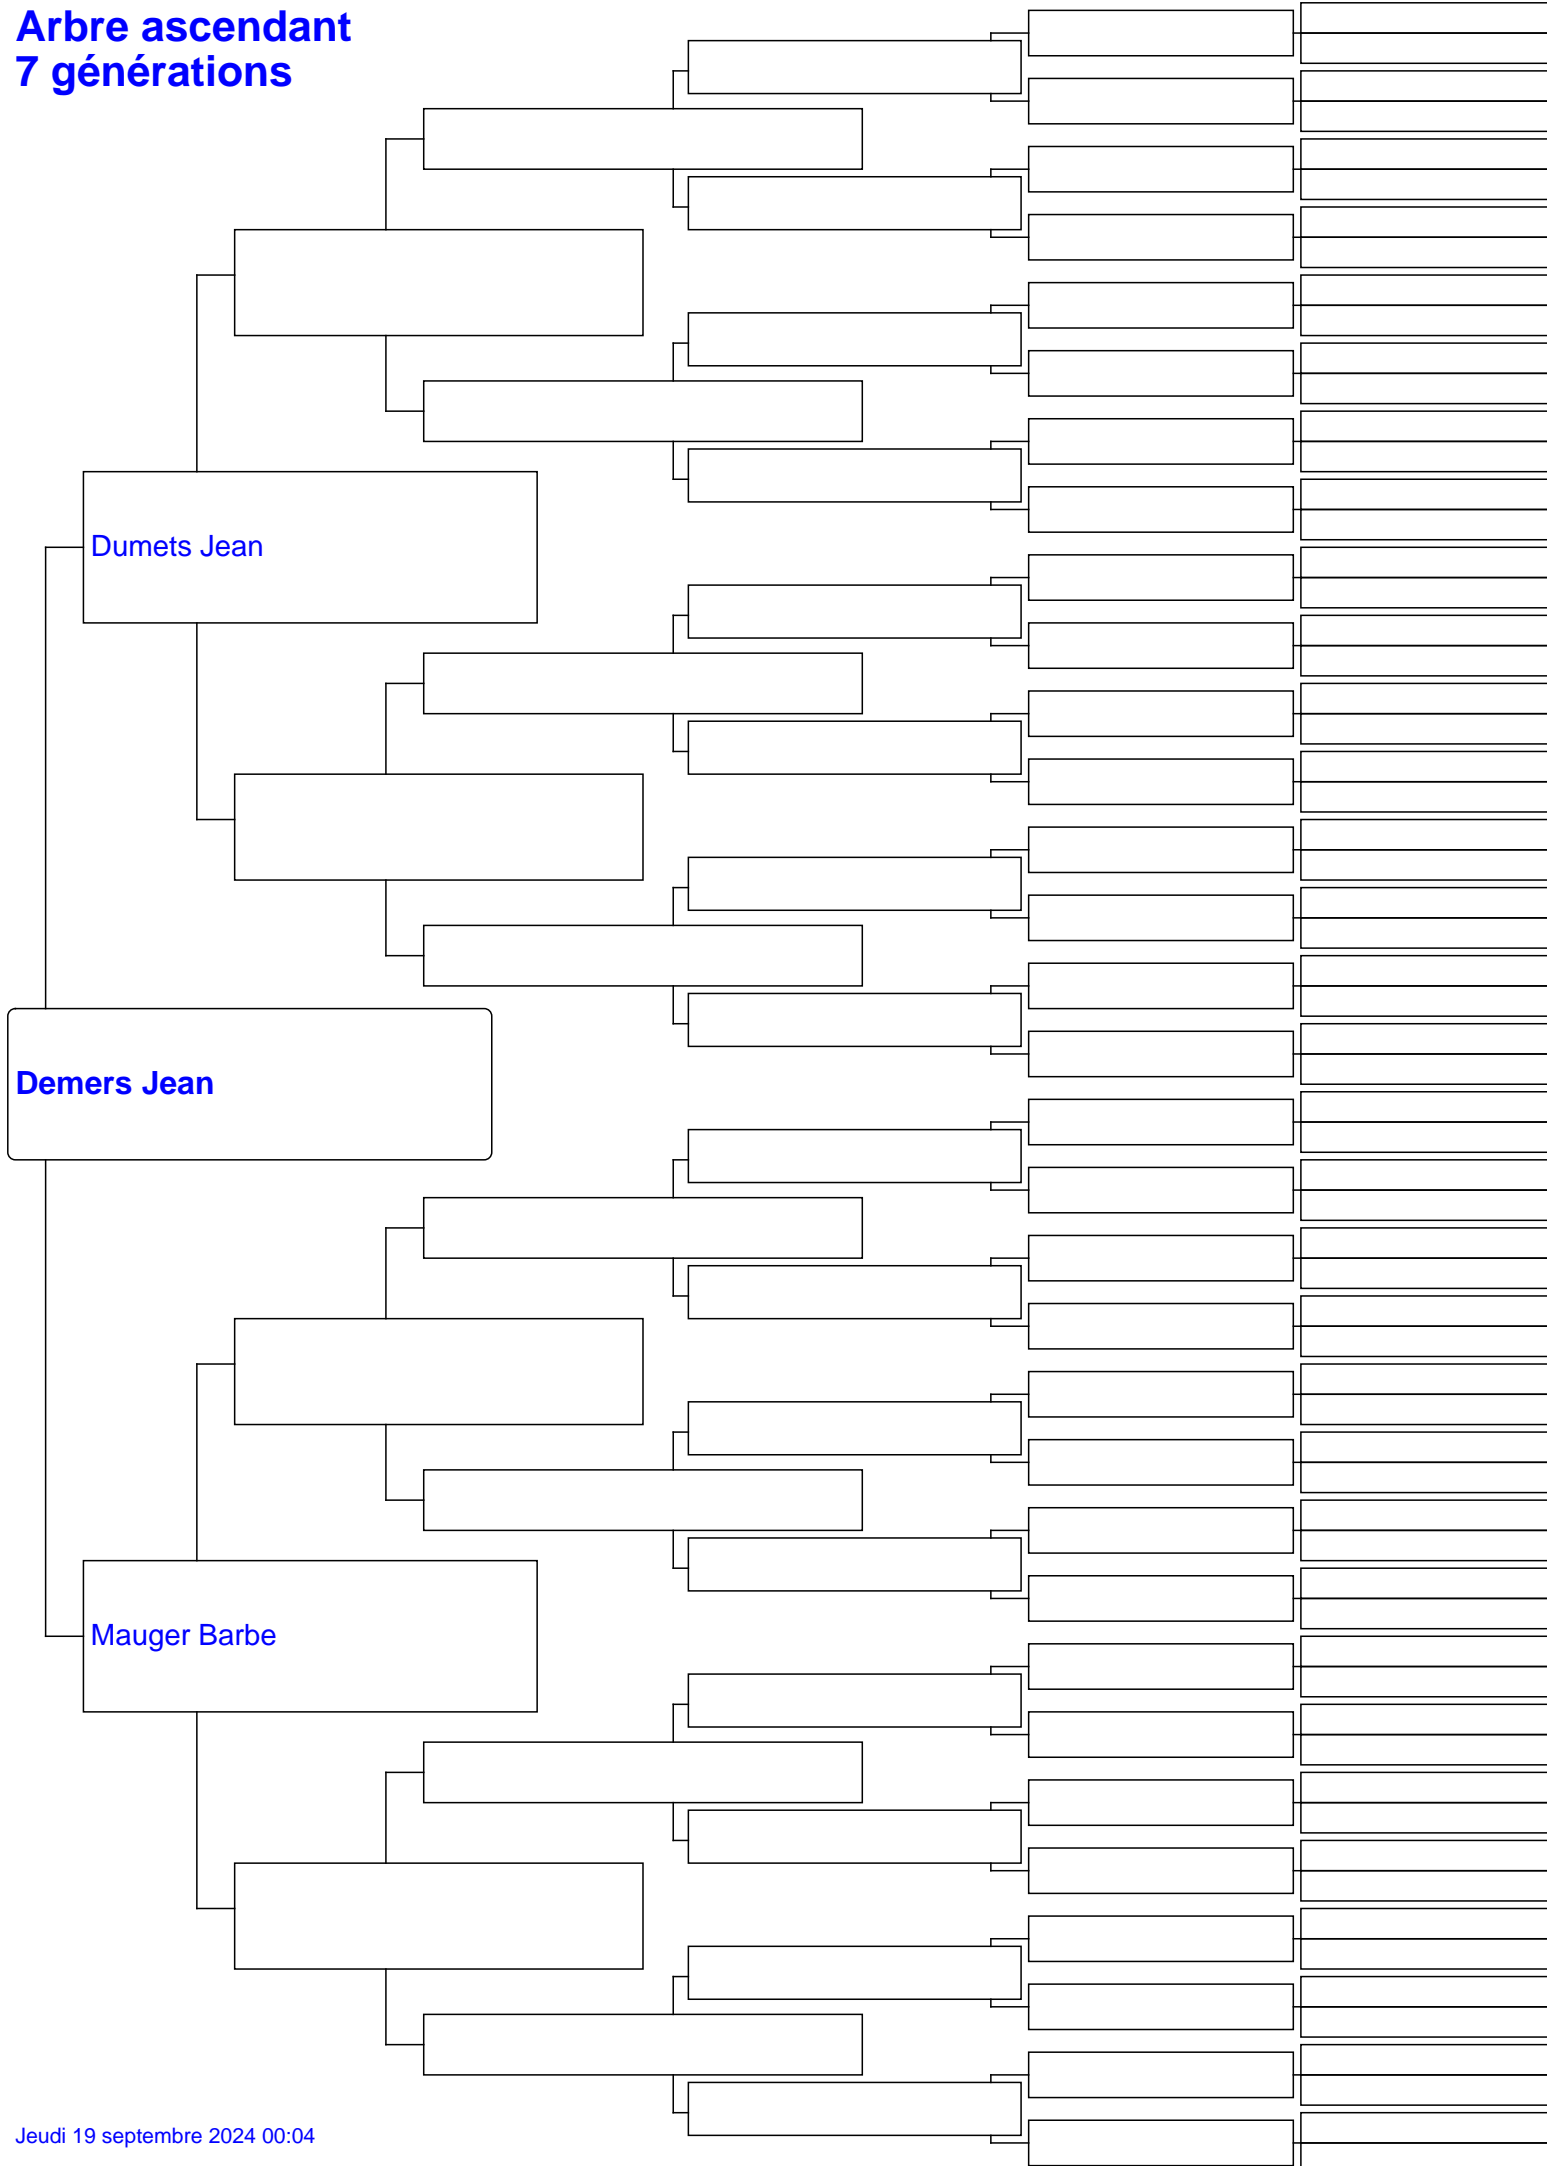 Arbre ascendant
7 générations
Dumets Jean
Demers Jean
Mauger Barbe
Jeudi 19 septembre 2024 00:04